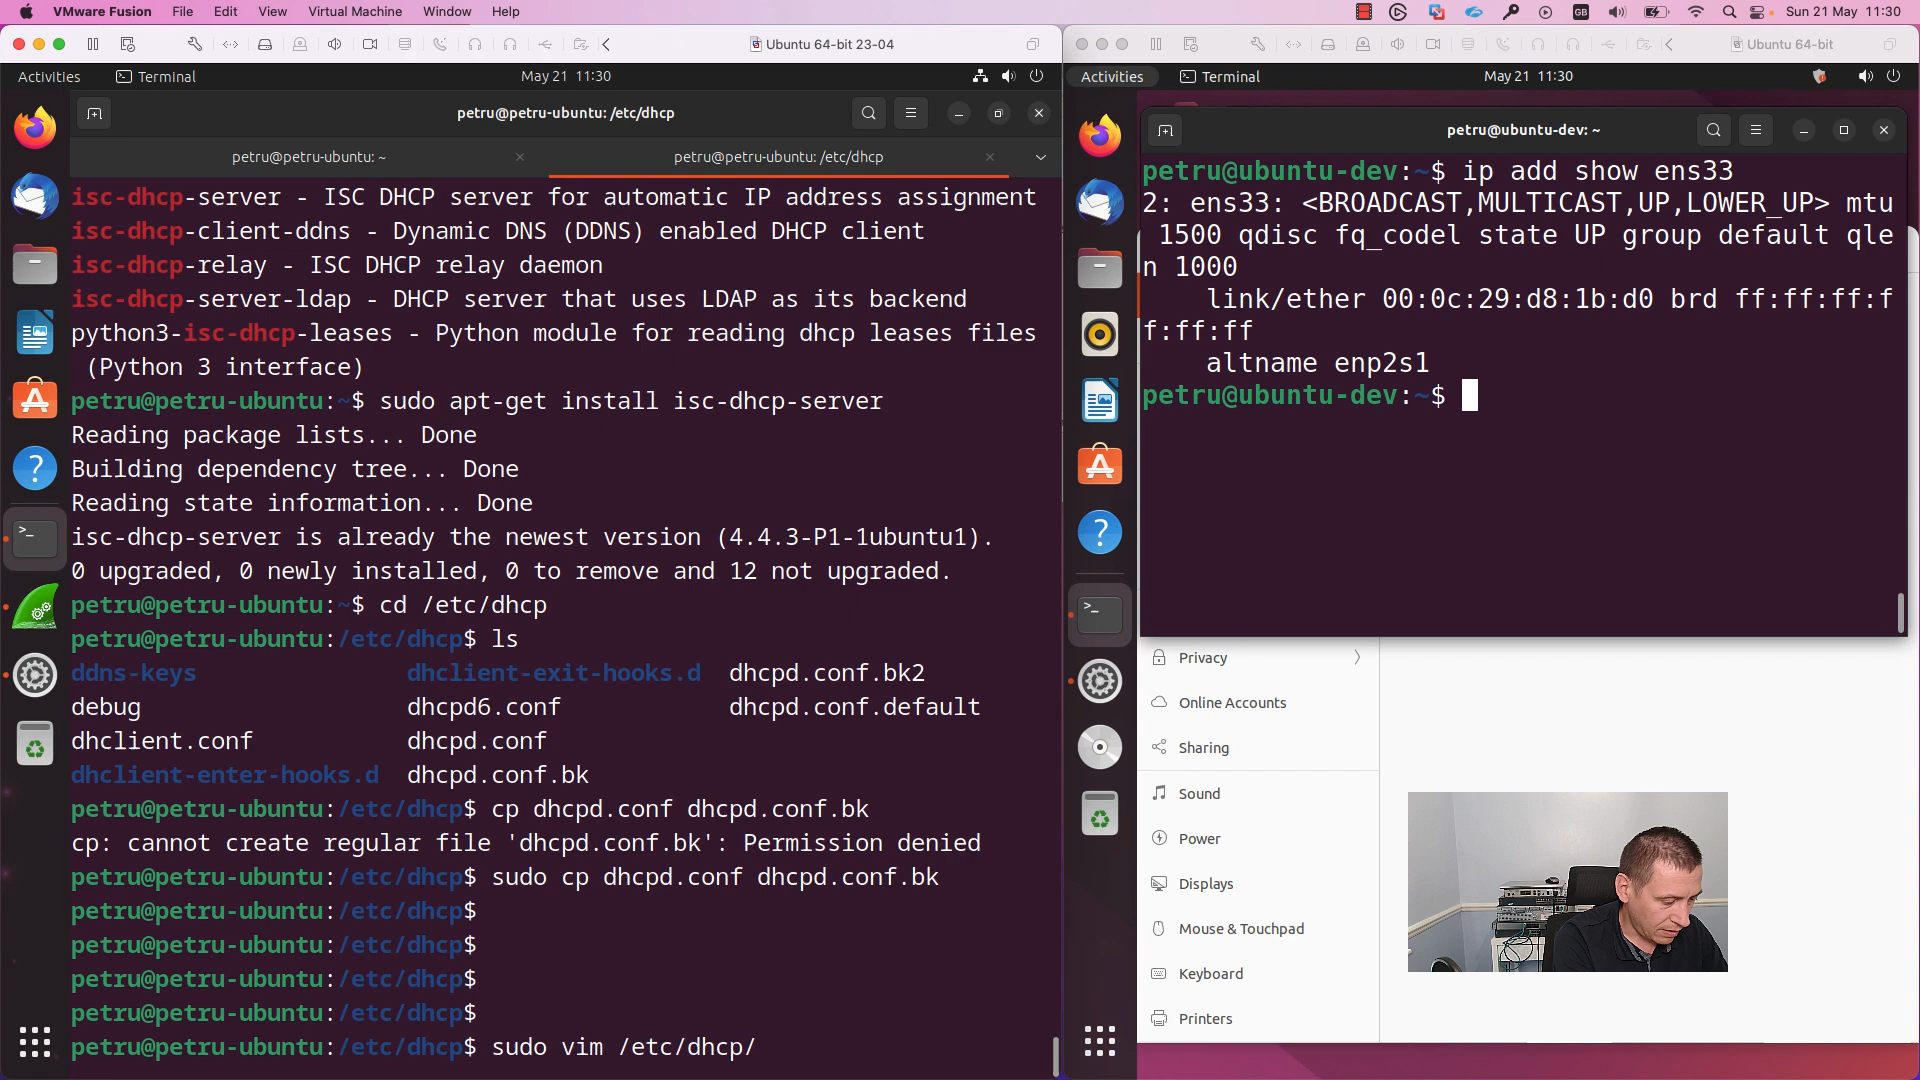 VMware Fusion File Edit View Virtual Machine Window Help
GB Sun 21 May 11:30
Ubuntu 64-bit 23-04
Activities Terminal May 21 11:30
petru@petru-ubuntu: /etc/dhcp
petru@petru-ubuntu: ~ petru@petru-ubuntu: /etc/dhcp
isc-dhcp-server - ISC DHCP server for automatic IP address assignment
isc-dhcp-client-ddns - Dynamic DNS (DDNS) enabled DHCP client
isc-dhcp-relay - ISC DHCP relay daemon
isc-dhcp-server-ldap - DHCP server that uses LDAP as its backend
python3-isc-dhcp-leases - Python module for reading dhcp leases files
(Python 3 interface)
petru@petru-ubuntu:~$ sudo apt-get install isc-dhcp-server
Reading package lists... Done
Building dependency tree... Done
Reading state information... Done
isc-dhcp-server is already the newest version (4.4.3-P1-1ubuntu1).
0 upgraded, 0 newly installed, 0 to remove and 12 not upgraded.
petru@petru-ubuntu:~$ cd /etc/dhcp
petru@petru-ubuntu:/etc/dhcp$ ls
ddns-keys dhclient-exit-hooks.d dhcpd.conf.bk2
debug dhcpd6.conf dhcpd.conf.default
dhclient.conf dhcpd.conf
dhclient-enter-hooks.d dhcpd.conf.bk
petru@petru-ubuntu:/etc/dhcp$ cp dhcpd.conf dhcpd.conf.bk
cp: cannot create regular file 'dhcpd.conf.bk': Permission denied
petru@petru-ubuntu:/etc/dhcp$ sudo cp dhcpd.conf dhcpd.conf.bk
petru@petru-ubuntu:/etc/dhcp$
petru@petru-ubuntu:/etc/dhcp$
petru@petru-ubuntu:/etc/dhcp$
petru@petru-ubuntu:/etc/dhcp$
petru@petru-ubuntu:/etc/dhcp$ sudo vim /etc/dhcp/
Ubuntu 64-bit
Activities Terminal May 21 11:30
petru@ubuntu-dev: ~
petru@ubuntu-dev:~$ ip add show ens33
2: ens33: <BROADCAST,MULTICAST,UP,LOWER_UP> mtu
1500 qdisc fq_codel state UP group default qle
n 1000
link/ether 00:0c:29:d8:1b:d0 brd ff:ff:ff:f
f:ff:ff
altname enp2s1
petru@ubuntu-dev:~$
Privacy
Online Accounts
Sharing
Sound
Power
Displays
Mouse & Touchpad
Keyboard
Printers